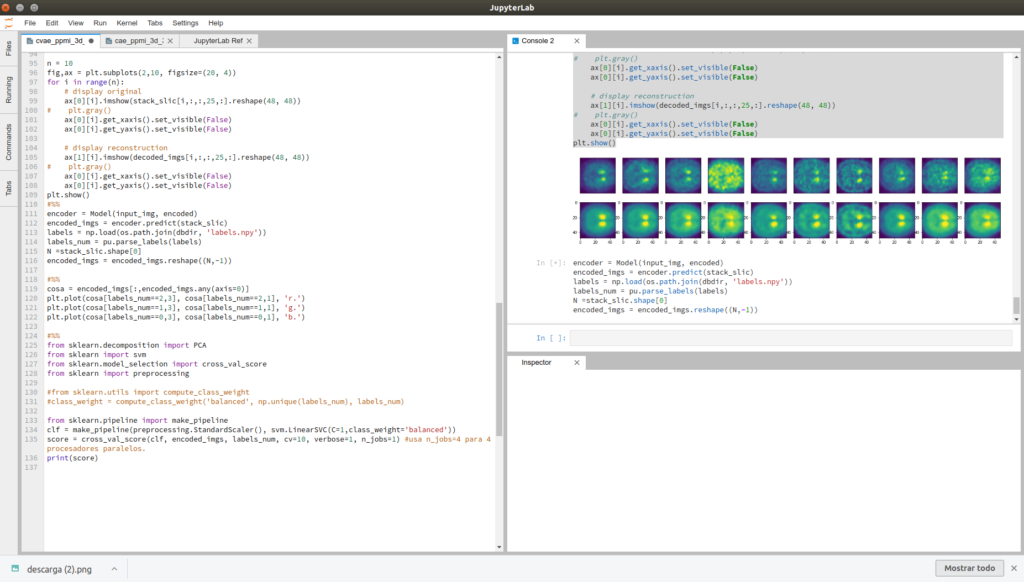 JupyterLab
File Edit View Run Kernel Tabs Settings Help
Files
Running
Commands
Tabs
cvae_ppmi_3d_
cae_ppmi_3d_
JupyterLab Ref
94
95 n = 10
96 fig,ax = plt.subplots(2,10, figsize=(20, 4))
97 for i in range(n):
98 # display original
99 ax[0][i].imshow(stack_slic[i,:,:,25,:].reshape(48, 48))
100 # plt.gray()
101 ax[0][i].get_xaxis().set_visible(False)
102 ax[0][i].get_yaxis().set_visible(False)
103
104 # display reconstruction
105 ax[1][i].imshow(decoded_imgs[i,:,:,25,:].reshape(48, 48))
106 # plt.gray()
107 ax[0][i].get_xaxis().set_visible(False)
108 ax[0][i].get_yaxis().set_visible(False)
109 plt.show()
110 #%%
111 encoder = Model(input_img, encoded)
112 encoded_imgs = encoder.predict(stack_slic)
113 labels = np.load(os.path.join(dbdir, 'labels.npy'))
114 labels_num = pu.parse_labels(labels)
115 N =stack_slic.shape[0]
116 encoded_imgs = encoded_imgs.reshape((N,-1))
117
118 #%%
119 cosa = encoded_imgs[:,encoded_imgs.any(axis=0)]
120 plt.plot(cosa[labels_num==2,3], cosa[labels_num==2,1], 'r.')
121 plt.plot(cosa[labels_num==1,3], cosa[labels_num==1,1], 'g.')
122 plt.plot(cosa[labels_num==0,3], cosa[labels_num==0,1], 'b.')
123
124 #%%
125 from sklearn.decomposition import PCA
126 from sklearn import svm
127 from sklearn.model_selection import cross_val_score
128 from sklearn import preprocessing
129
130 #from sklearn.utils import compute_class_weight
131 #class_weight = compute_class_weight('balanced', np.unique(labels_num), labels_num)
132
133 from sklearn.pipeline import make_pipeline
134 clf = make_pipeline(preprocessing.StandardScaler(), svm.LinearSVC(C=1,class_weight='balanced'))
135 score = cross_val_score(clf, encoded_imgs, labels_num, cv=10, verbose=1, n_jobs=1) #usa n_jobs=4 para 4
procesadores paralelos.
136 print(score)
137
Console 2
# plt.gray()
ax[0][i].get_xaxis().set_visible(False)
ax[0][i].get_yaxis().set_visible(False)
# display reconstruction
ax[1][i].imshow(decoded_imgs[i,:,:,25,:].reshape(48, 48))
# plt.gray()
ax[0][i].get_xaxis().set_visible(False)
ax[0][i].get_yaxis().set_visible(False)
plt.show()
In [*]: encoder = Model(input_img, encoded)
encoded_imgs = encoder.predict(stack_slic)
labels = np.load(os.path.join(dbdir, 'labels.npy'))
labels_num = pu.parse_labels(labels)
N =stack_slic.shape[0]
encoded_imgs = encoded_imgs.reshape((N,-1))
In [ ]:
Inspector
descarga (2).png
Mostrar todo